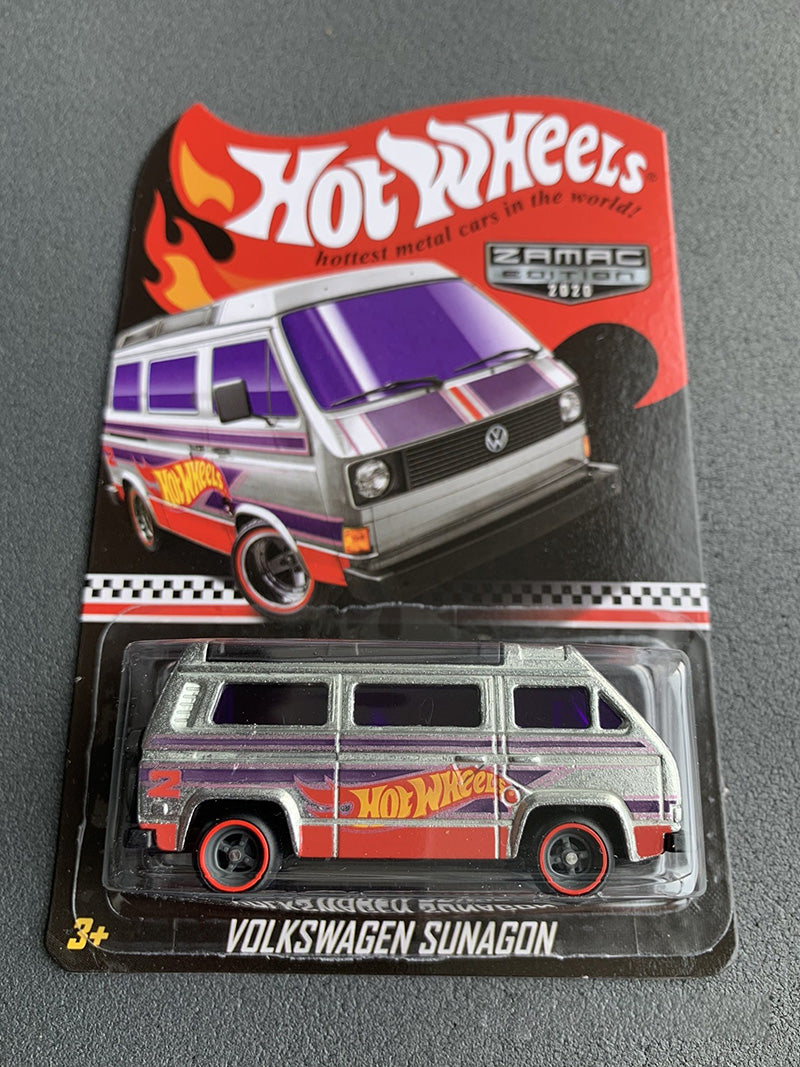 HOT WHEELS®
hottest metal cars in the world!
ZAMAC
EDITION
2020
VW
HOT WHEELS
2
HOT WHEELS
3+
VOLKSWAGEN SUNAGON